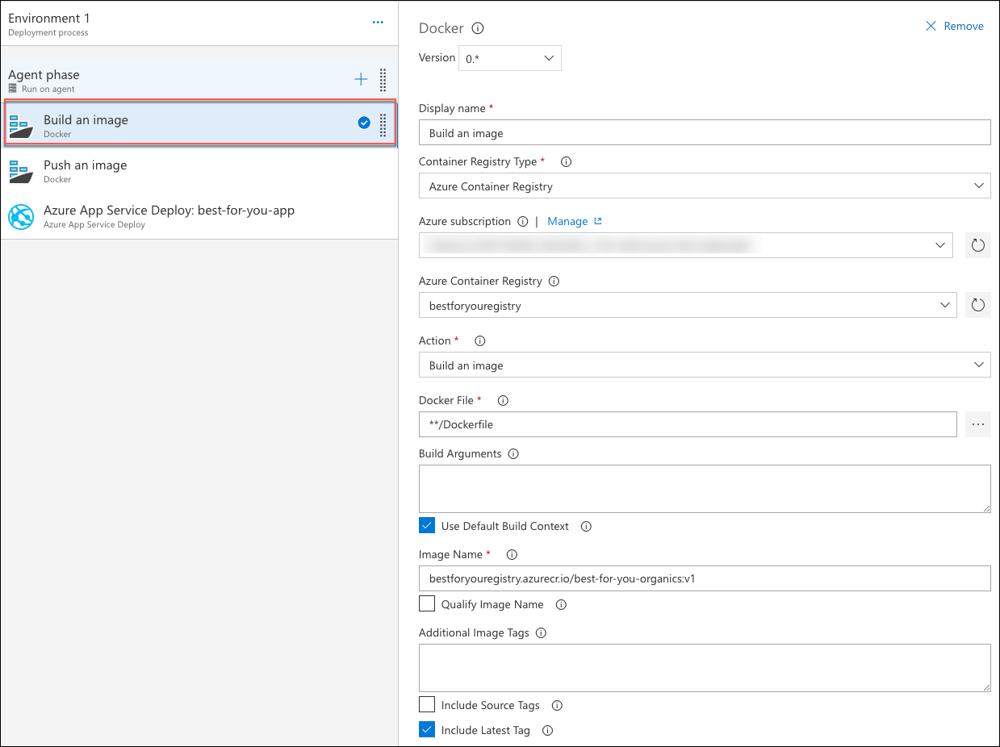 Environment 1
Deployment process
Agent phase
Run on agent
Build an image
Docker
Push an image
Docker
Azure App Service Deploy: best-for-you-app
Azure App Service Deploy
Docker
Remove
Version 0.*
Display name *
Build an image
Container Registry Type *
Azure Container Registry
Azure subscription | Manage
Azure Container Registry
bestforyouregistry
Action *
Build an image
Docker File *
**/Dockerfile
Build Arguments
Use Default Build Context
Image Name *
bestforyouregistry.azurecr.io/best-for-you-organics:v1
Qualify Image Name
Additional Image Tags
Include Source Tags
Include Latest Tag